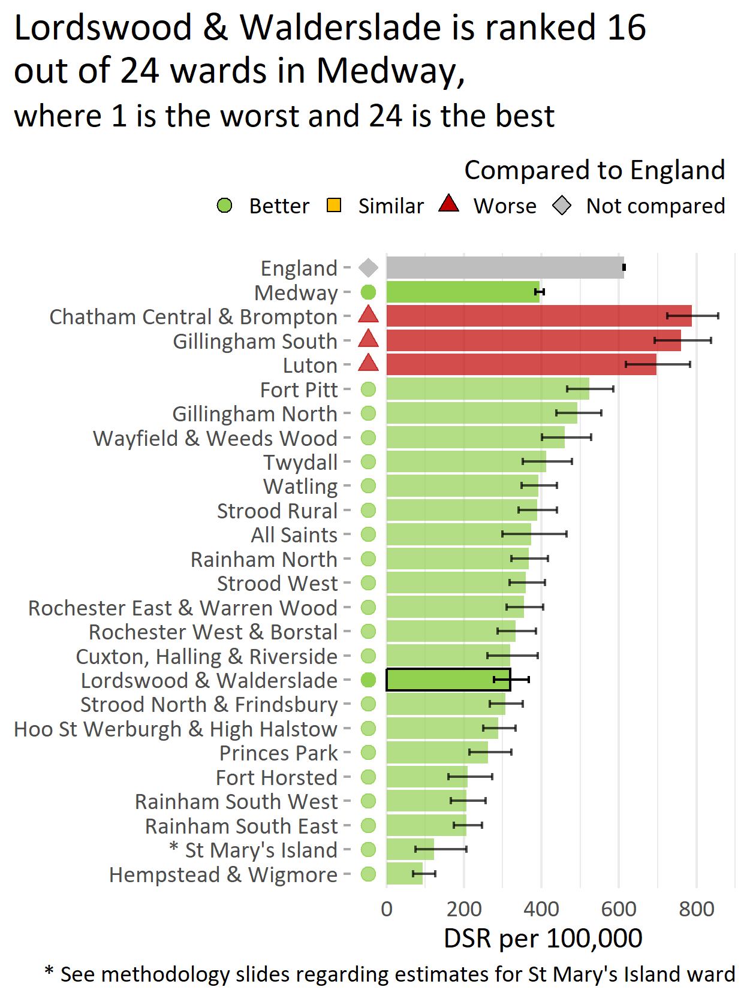 Lordswood & Walderslade is ranked 16
out of 24 wards in Medway,
where 1 is the worst and 24 is the best
Compared to England
Better Similar Worse Not compared
England
Medway
Chatham Central & Brompton
Gillingham South
Luton
Fort Pitt
Gillingham North
Wayfield & Weeds Wood
Twydall
Watling
Strood Rural
All Saints
Rainham North
Strood West
Rochester East & Warren Wood
Rochester West & Borstal
Cuxton, Halling & Riverside
Lordswood & Walderslade
Strood North & Frindsbury
Hoo St Werburgh & High Halstow
Princes Park
Fort Horsted
Rainham South West
Rainham South East
* St Mary's Island
Hempstead & Wigmore
0 200 400 600 800
DSR per 100,000
* See methodology slides regarding estimates for St Mary's Island ward